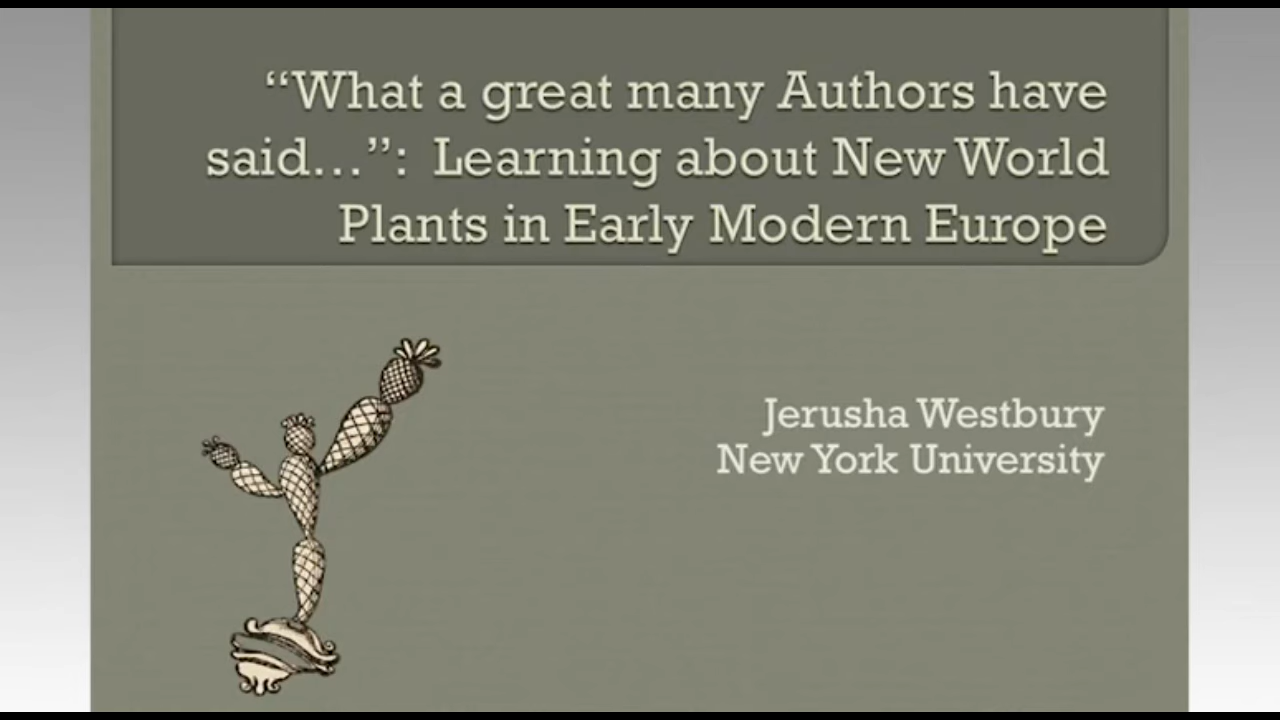 “What a great many Authors have
said…”: Learning about New World
Plants in Early Modern Europe
Jerusha Westbury
New York University